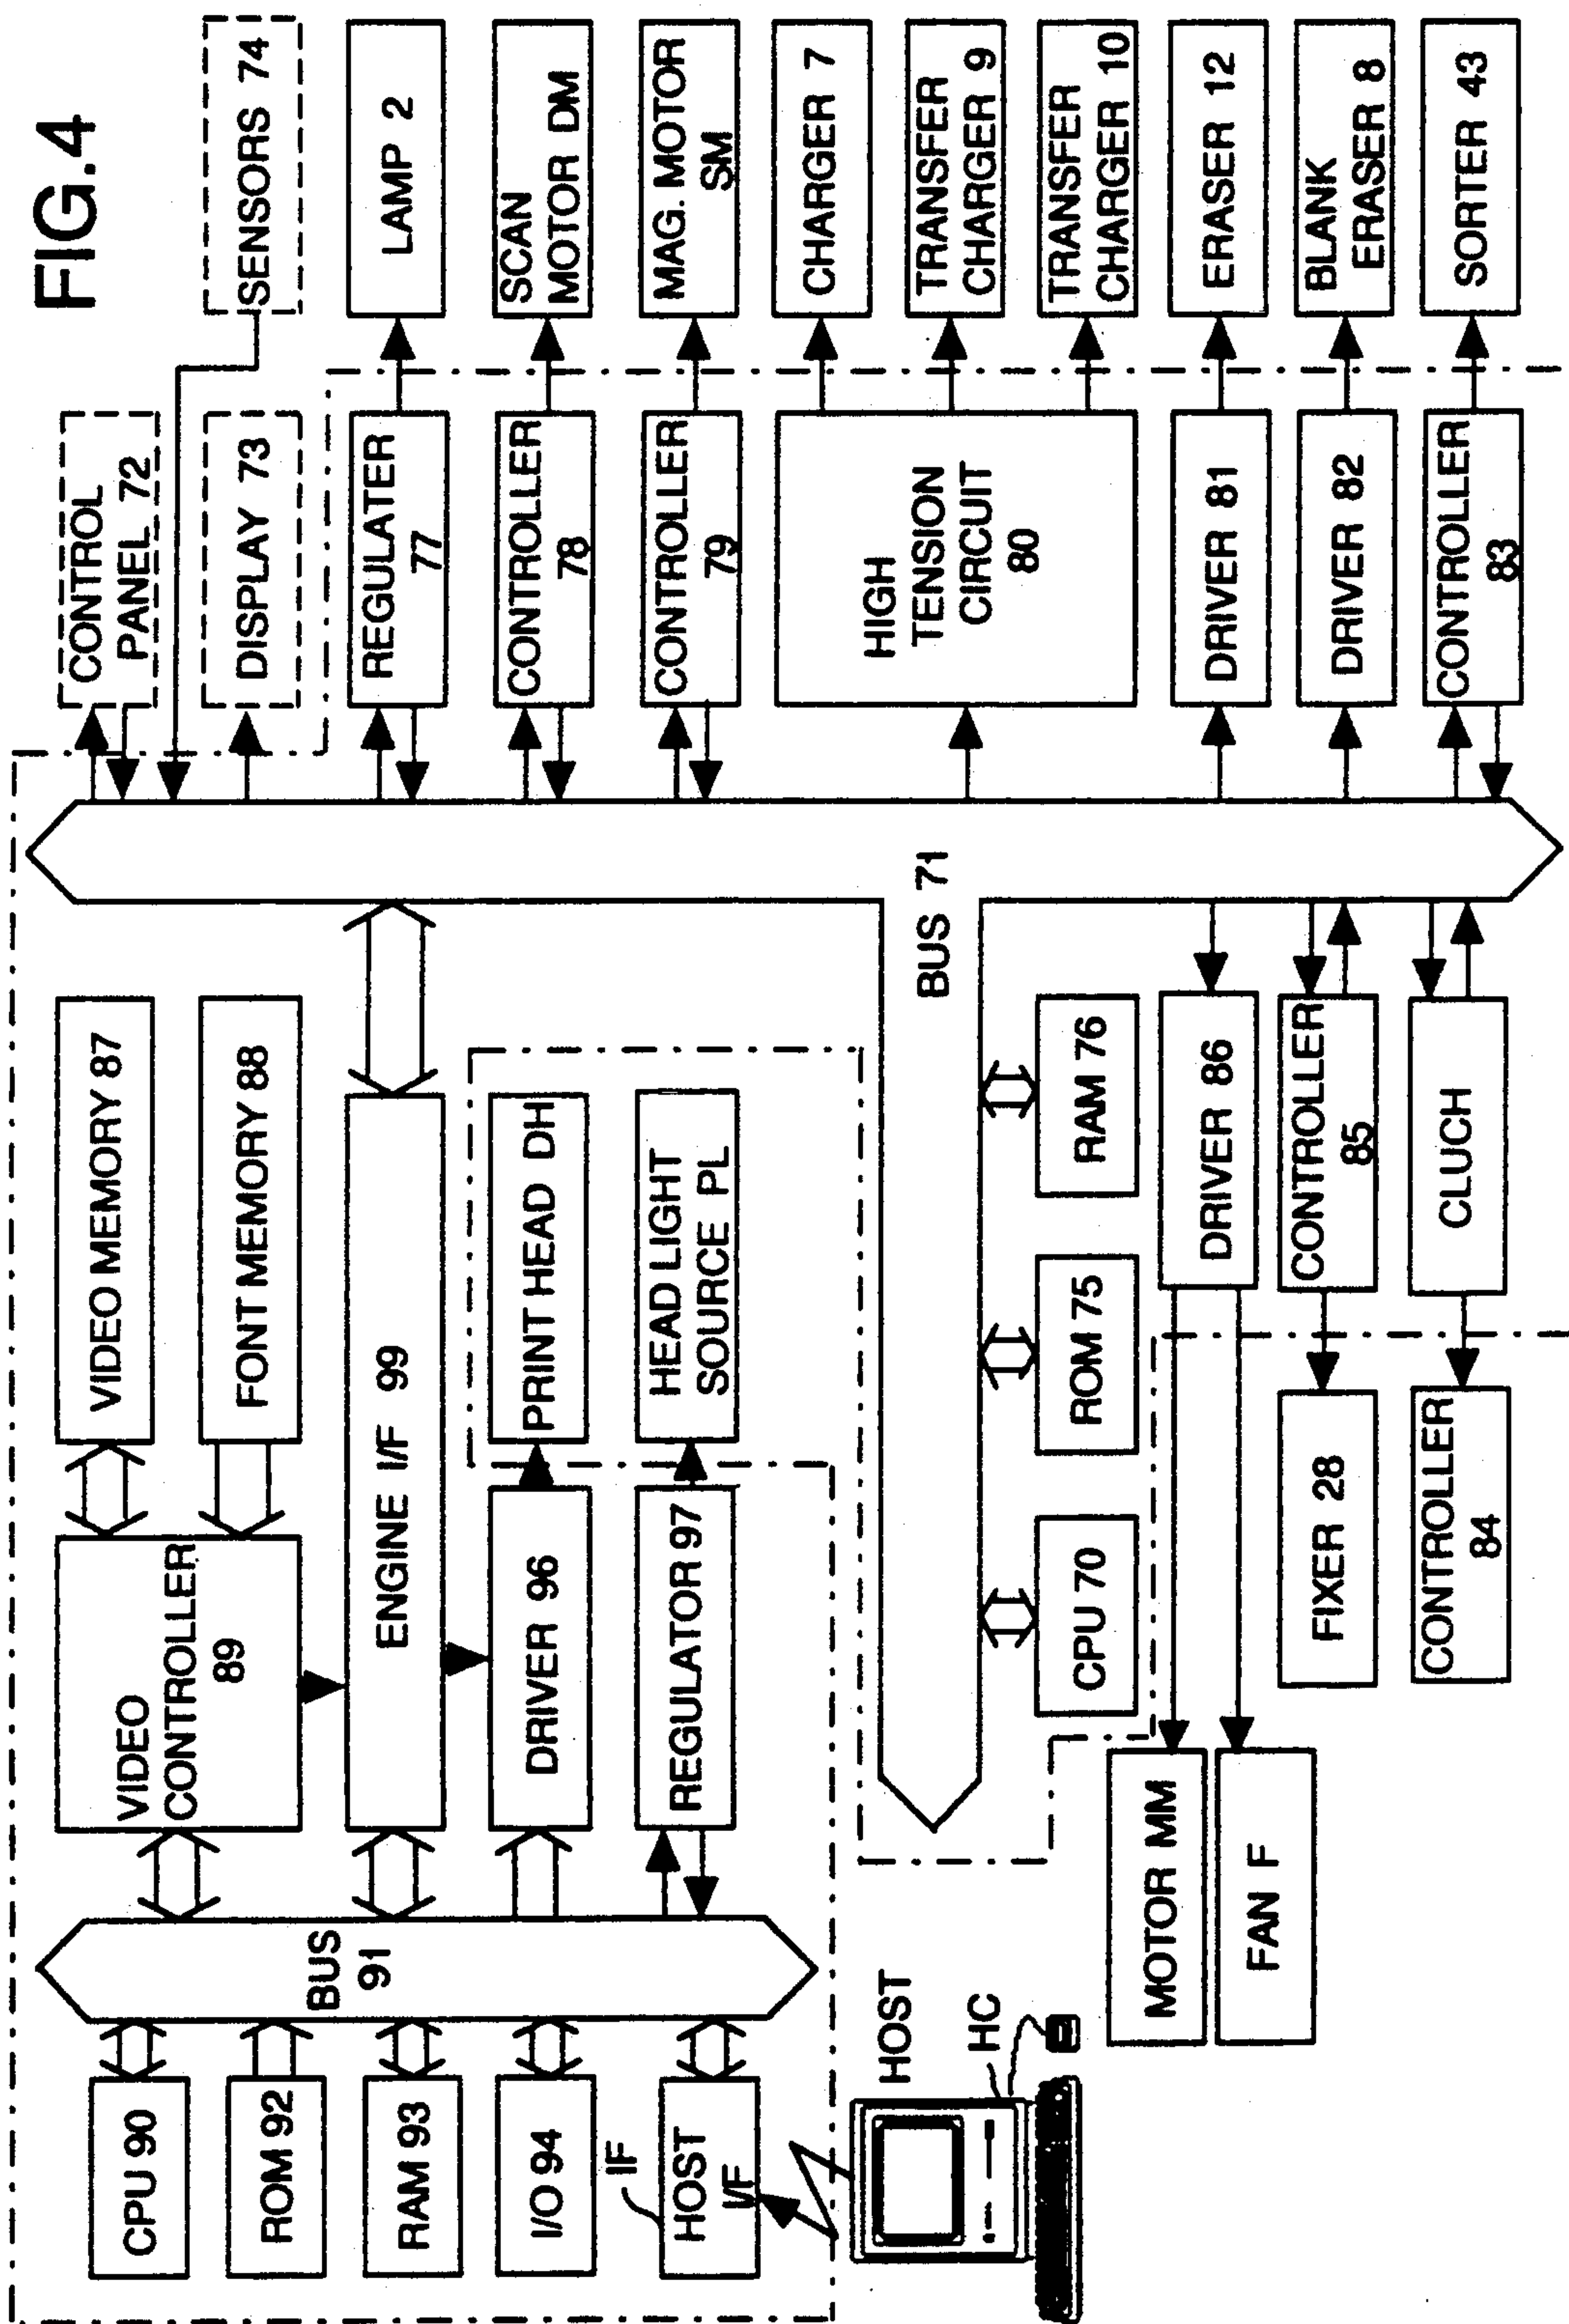 FIG.4
CONTROL
PANEL 72
SENSORS 74
DISPLAY 73
REGULATER
77
LAMP 2
CONTROLLER
78
SCAN
MOTOR DM
CONTROLLER
79
MAG. MOTOR
SM
HIGH
TENSION
CIRCUIT
80
CHARGER 7
TRANSFER
CHARGER 9
TRANSFER
CHARGER 10
DRIVER 81
ERASER 12
DRIVER 82
BLANK
ERASER 8
CONTROLLER
83
SORTER 43
VIDEO MEMORY 87
FONT MEMORY 88
VIDEO
CONTROLLER
89
ENGINE I/F 99
PRINT HEAD DH
DRIVER 96
HEAD LIGHT
SOURCE PL
REGULATOR 97
BUS 71
BUS
91
CPU 90
ROM 92
RAM 93
I/O 94
IF
HOST
I/F
HOST
HC
CPU 70
ROM 75
RAM 76
DRIVER 86
MOTOR MM
FAN F
CONTROLLER
85
FIXER 28
CLUCH
CONTROLLER
84